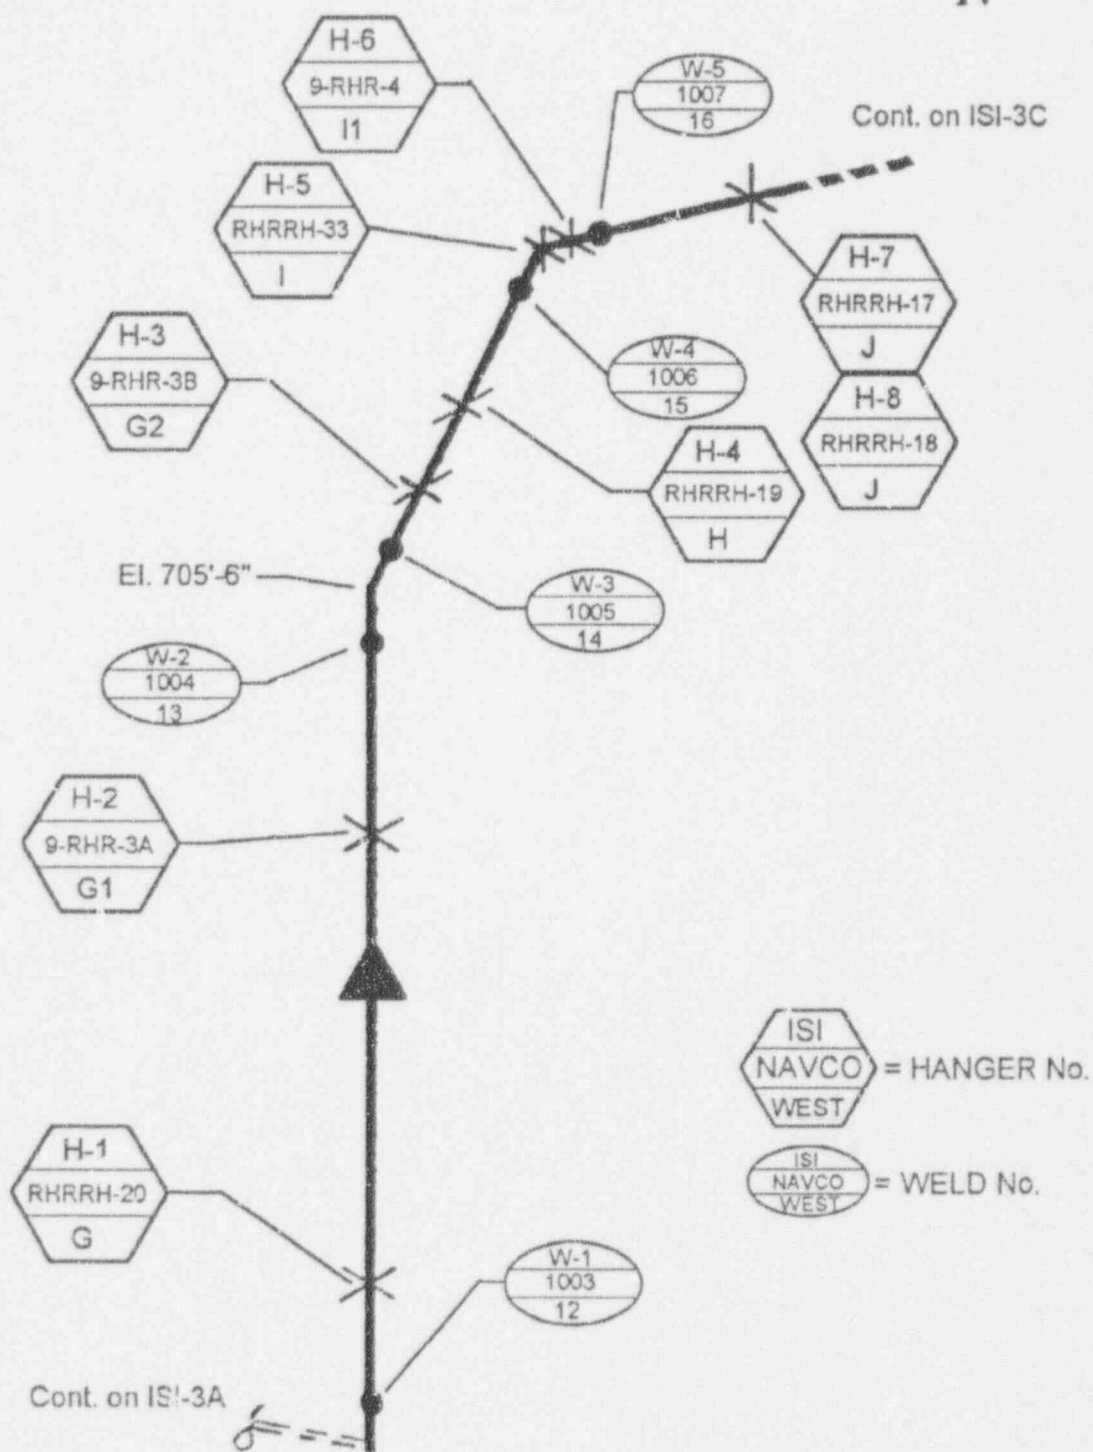 N
H-6
9-RHR-4
I1
W-5
1007
16
Cont. on ISI-3C
H-5
RHRRH-33
I
H-7
RHRRH-17
J
H-3
9-RHR-3B
G2
W-4
1006
15
H-8
RHRRH-18
J
H-4
RHRRH-19
H
El. 705'-6"
W-3
1005
14
W-2
1004
13
H-2
9-RHR-3A
G1
ISI
NAVCO
WEST
= HANGER No.
H-1
RHRRH-20
G
ISI
NAVCO
WEST
= WELD No.
W-1
1003
12
Cont. on ISI-3A